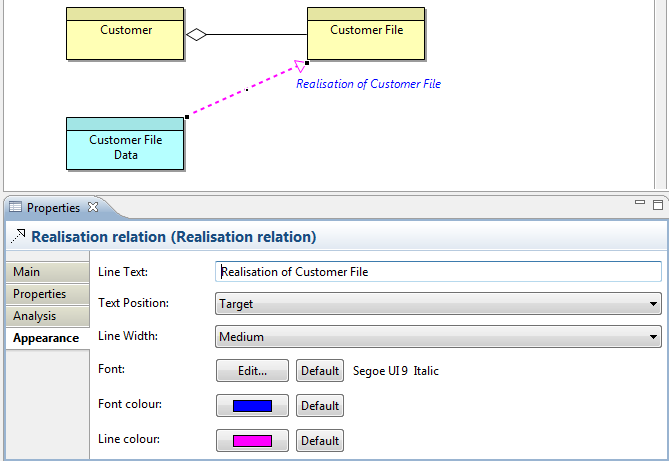 Customer
Customer File
Realisation of Customer File
Customer File
Data
Properties
Realisation relation (Realisation relation)
Main
Properties
Analysis
Appearance
Line Text:
Realisation of Customer File
Text Position:
Target
Line Width:
Medium
Font:
Edit...
Default
Segoe UI 9 Italic
Font colour:
Default
Line colour:
Default